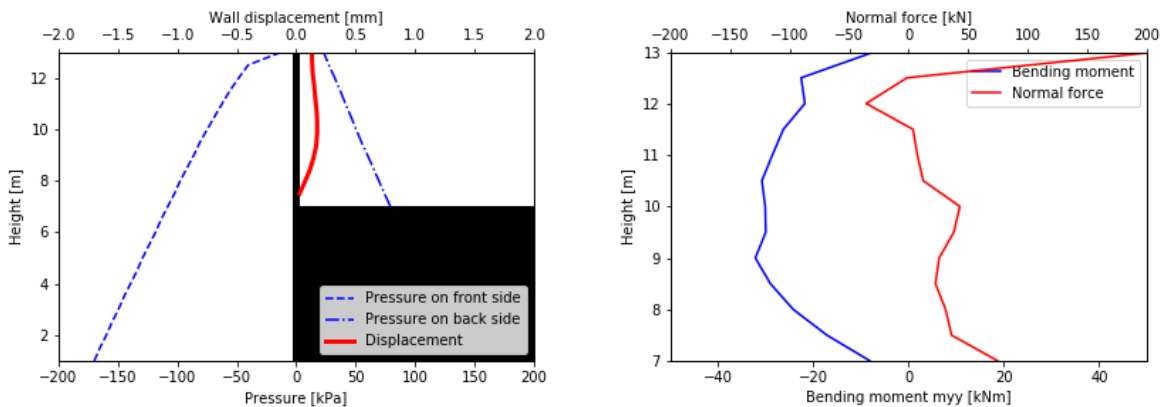 Wall displacement [mm]
−2.0 −1.5 −1.0 −0.5 0.0 0.5 1.0 1.5 2.0
12
10
8
6
4
2
Height [m]
Pressure on front side
Pressure on back side
Displacement
−200 −150 −100 −50 0 50 100 150 200
Pressure [kPa]
Normal force [kN]
−200 −150 −100 −50 0 50 100 150 200
13
12
11
10
9
8
7
Height [m]
Bending moment
Normal force
−40 −20 0 20 40
Bending moment myy [kNm]